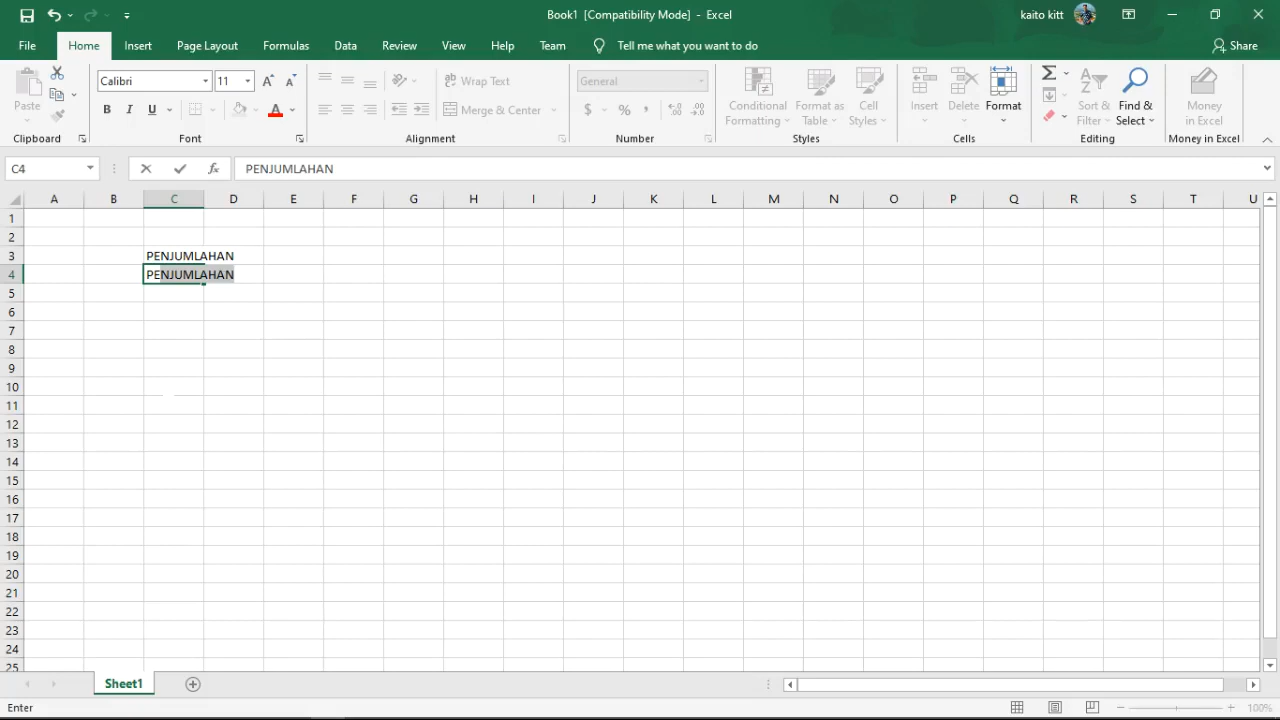 Book1 [Compatibility Mode] - Excel
kaito kitt
File Home Insert Page Layout Formulas Data Review View Help Team Tell me what you want to do Share
Paste
Calibri 11
B I U
Wrap Text
Merge & Center
General
$ % ,
Conditional Formatting
Format as Table
Cell Styles
Insert
Delete
Format
Sort & Filter
Find & Select
Money in Excel
Clipboard Font Alignment Number Styles Cells Editing Money in Excel
C4 fx PENJUMLAHAN
A B C D E F G H I J K L M N O P Q R S T U
1
2
3 PENJUMLAHAN
4 PENJUMLAHAN
5
6
7
8
9
10
11
12
13
14
15
16
17
18
19
20
21
22
23
24
25
Sheet1
Enter 100%